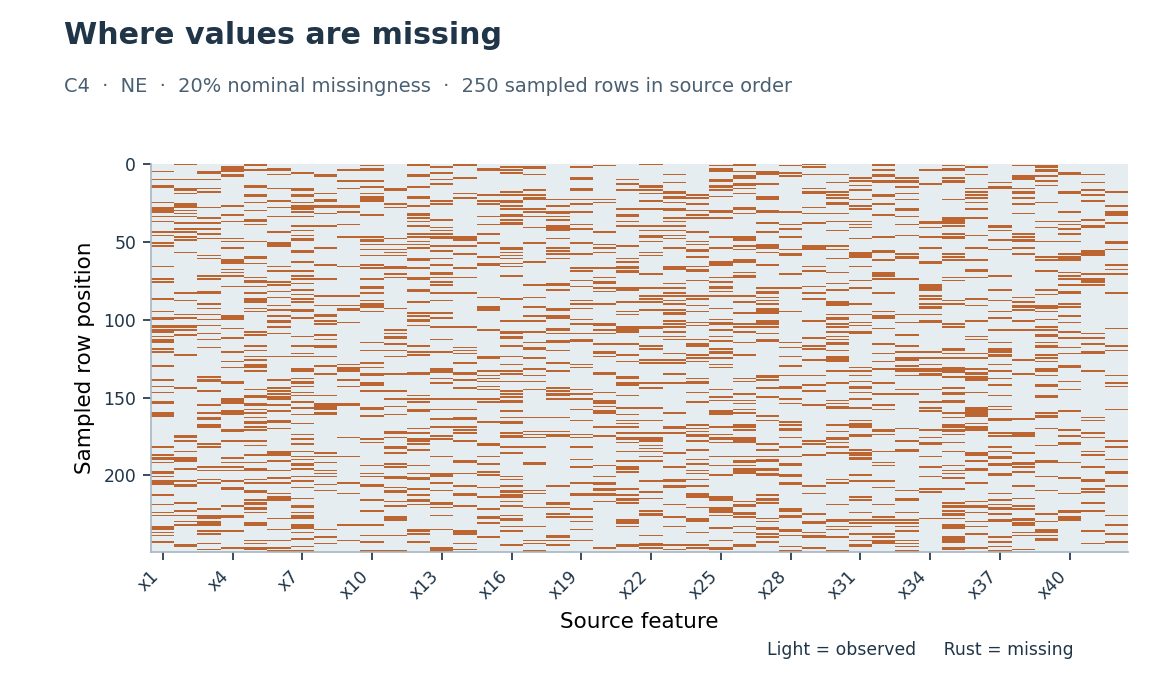 Where values are missing
C4 · NE · 20% nominal missingness · 250 sampled rows in source order
0
50
100
150
200
Sampled row position
x1 x4 x7 x10 x13 x16 x19 x22 x25 x28 x31 x34 x37 x40
Source feature
Light = observed Rust = missing